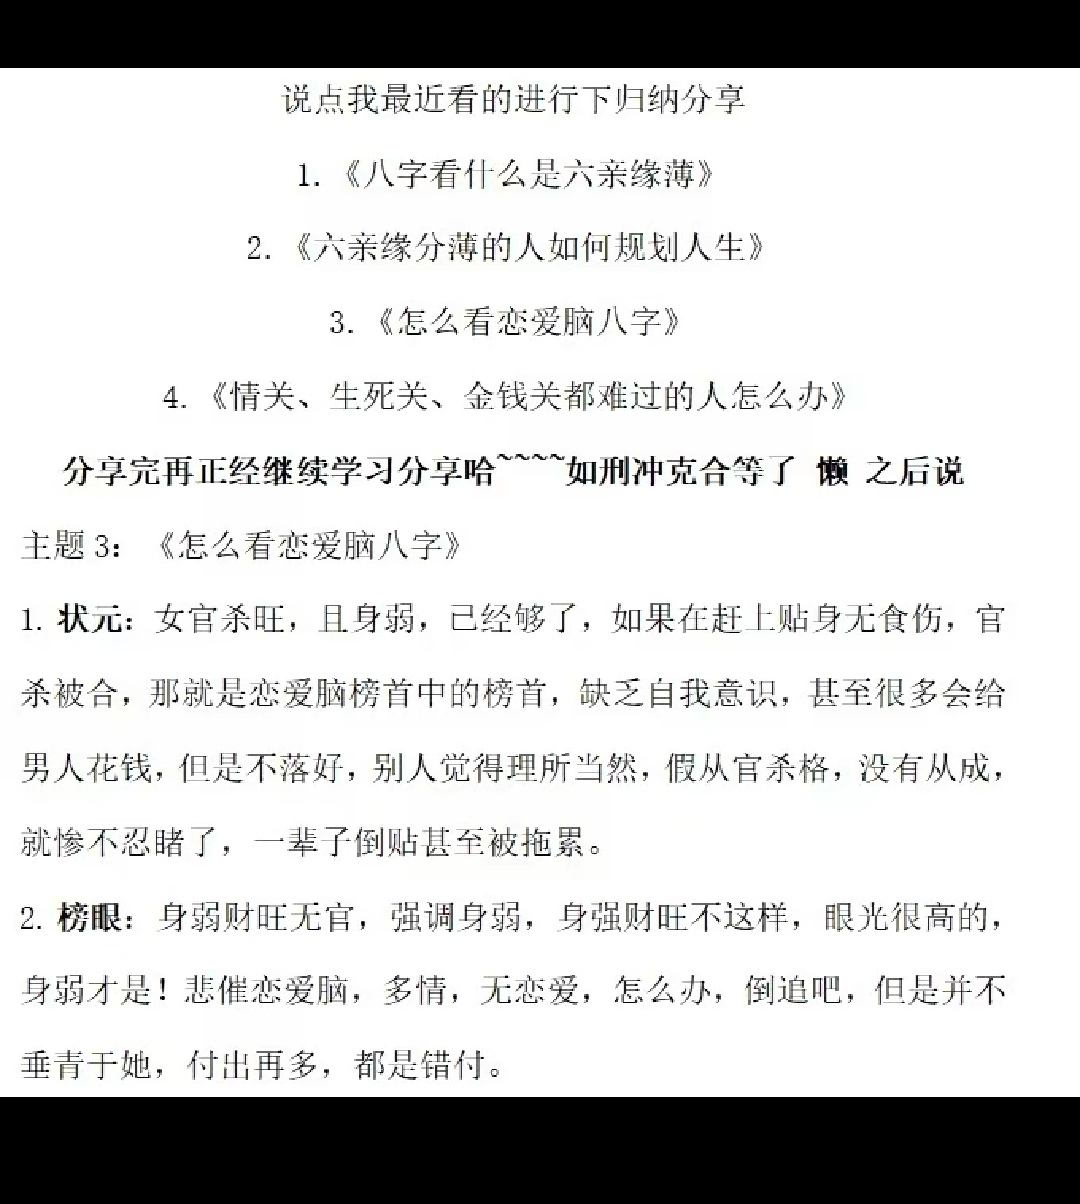 说点我最近看的进行下归纳分享
1.《八字看什么是六亲缘薄》
2.《六亲缘分薄的人如何规划人生》
3.《怎么看恋爱脑八字》
4.《情关、生死关、金钱关都难过的人怎么办》
分享完再正经继续学习分享哈~~~~如刑冲克合等了 懒 之后说
主题 3：《怎么看恋爱脑八字》
1. 状元：女官杀旺，且身弱，已经够了，如果在赶上贴身无食伤，官
杀被合，那就是恋爱脑榜首中的榜首，缺乏自我意识，甚至很多会给
男人花钱，但是不落好，别人觉得理所当然，假从官杀格，没有从成，
就惨不忍睹了，一辈子倒贴甚至被拖累。
2. 榜眼：身弱财旺无官，强调身弱，身强财旺不这样，眼光很高的，
身弱才是！悲催恋爱脑，多情，无恋爱，怎么办，倒追吧，但是并不
垂青于她，付出再多，都是错付。